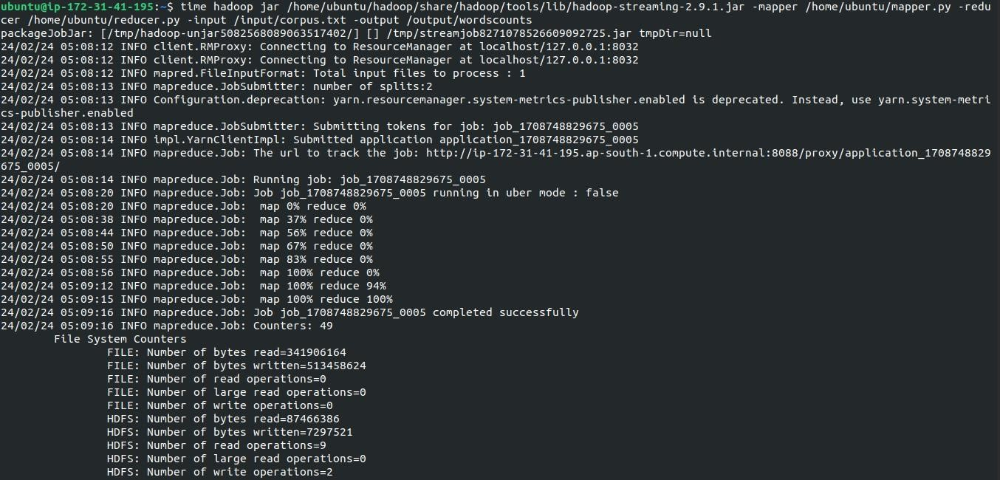 ubuntu@ip-172-31-41-195:~$ time hadoop jar /home/ubuntu/hadoop/share/hadoop/tools/lib/hadoop-streaming-2.9.1.jar -mapper /home/ubuntu/mapper.py -redu
cer /home/ubuntu/reducer.py -input /input/corpus.txt -output /output/wordscounts
packageJobJar: [/tmp/hadoop-unjar5082568089063517402/] [] /tmp/streamjob8271078526609092725.jar tmpDir=null
24/02/24 05:08:12 INFO client.RMProxy: Connecting to ResourceManager at localhost/127.0.0.1:8032
24/02/24 05:08:12 INFO client.RMProxy: Connecting to ResourceManager at localhost/127.0.0.1:8032
24/02/24 05:08:12 INFO mapred.FileInputFormat: Total input files to process : 1
24/02/24 05:08:13 INFO mapreduce.JobSubmitter: number of splits:2
24/02/24 05:08:13 INFO Configuration.deprecation: yarn.resourcemanager.system-metrics-publisher.enabled is deprecated. Instead, use yarn.system-metri
cs-publisher.enabled
24/02/24 05:08:13 INFO mapreduce.JobSubmitter: Submitting tokens for job: job_1708748829675_0005
24/02/24 05:08:14 INFO impl.YarnClientImpl: Submitted application application_1708748829675_0005
24/02/24 05:08:14 INFO mapreduce.Job: The url to track the job: http://ip-172-31-41-195.ap-south-1.compute.internal:8088/proxy/application_1708748829
675_0005/
24/02/24 05:08:14 INFO mapreduce.Job: Running job: job_1708748829675_0005
24/02/24 05:08:20 INFO mapreduce.Job: Job job_1708748829675_0005 running in uber mode : false
24/02/24 05:08:20 INFO mapreduce.Job:  map 0% reduce 0%
24/02/24 05:08:38 INFO mapreduce.Job:  map 37% reduce 0%
24/02/24 05:08:44 INFO mapreduce.Job:  map 56% reduce 0%
24/02/24 05:08:50 INFO mapreduce.Job:  map 67% reduce 0%
24/02/24 05:08:55 INFO mapreduce.Job:  map 83% reduce 0%
24/02/24 05:08:56 INFO mapreduce.Job:  map 100% reduce 0%
24/02/24 05:09:12 INFO mapreduce.Job:  map 100% reduce 94%
24/02/24 05:09:15 INFO mapreduce.Job:  map 100% reduce 100%
24/02/24 05:09:16 INFO mapreduce.Job: Job job_1708748829675_0005 completed successfully
24/02/24 05:09:16 INFO mapreduce.Job: Counters: 49
File System Counters
FILE: Number of bytes read=341906164
FILE: Number of bytes written=513458624
FILE: Number of read operations=0
FILE: Number of large read operations=0
FILE: Number of write operations=0
HDFS: Number of bytes read=87466386
HDFS: Number of bytes written=7297521
HDFS: Number of read operations=9
HDFS: Number of large read operations=0
HDFS: Number of write operations=2